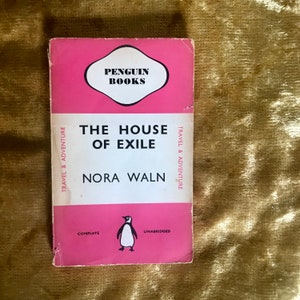 PENGUIN
BOOKS
TRAVEL & ADVENTURE
THE HOUSE
OF EXILE
NORA WALN
TRAVEL & ADVENTURE
COMPLETE
UNABRIDGED